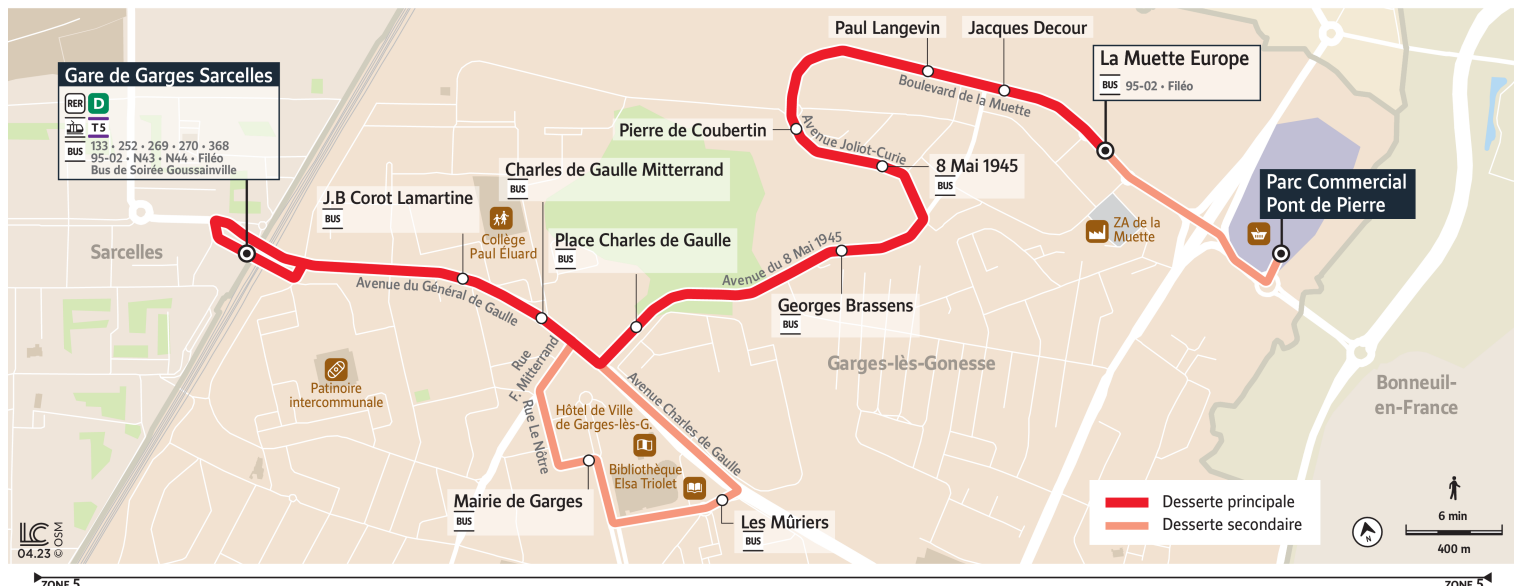 Paul Langevin
Jacques Decour
La Muette Europe
BUS 95-02 • Filéo
Gare de Garges Sarcelles
RER D
T5
BUS
133 • 252 • 269 • 270 • 368
95-02 • N43 • N44 • Filéo
Bus de Soirée Goussainville
Boulevard de la Muette
Pierre de Coubertin
Avenue Joliot-Curie
8 Mai 1945
BUS
Charles de Gaulle Mitterrand
BUS
J.B Corot Lamartine
BUS
Collège
Paul Éluard
Parc Commercial
Pont de Pierre
ZA de la
Muette
Sarcelles
Place Charles de Gaulle
BUS
Avenue du 8 Mai 1945
Avenue du Général de Gaulle
Georges Brassens
BUS
Garges-lès-Gonesse
Rue
F. Mitterrand
Patinoire
intercommunale
Avenue Charles de Gaulle
Bonneuil-
en-France
Rue Le Nôtre
Hôtel de Ville
de Garges-lès-G.
Bibliothèque
Elsa Triolet
Mairie de Garges
BUS
Les Mûriers
BUS
Desserte principale
Desserte secondaire
N
6 min
400 m
LC
04.23 © OSM
ZONE 5
ZONE 5